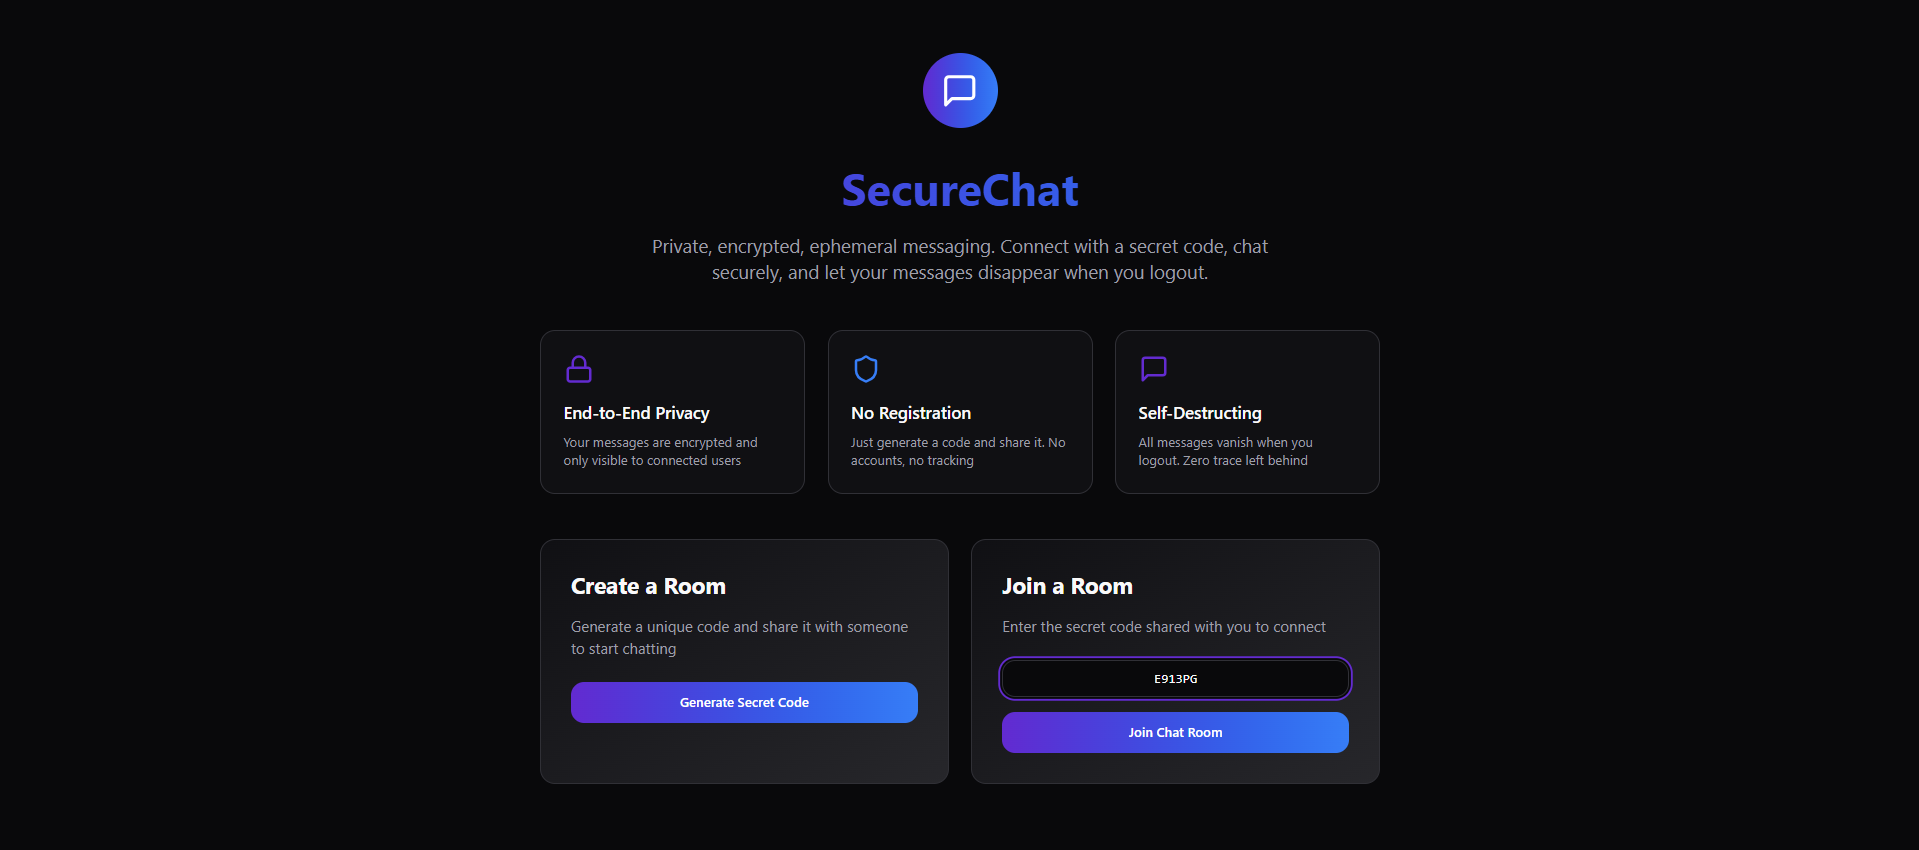 SecureChat
Private, encrypted, ephemeral messaging. Connect with a secret code, chat
securely, and let your messages disappear when you logout.
End-to-End Privacy
Your messages are encrypted and
only visible to connected users
No Registration
Just generate a code and share it. No
accounts, no tracking
Self-Destructing
All messages vanish when you
logout. Zero trace left behind
Create a Room
Generate a unique code and share it with someone
to start chatting
Generate Secret Code
Join a Room
Enter the secret code shared with you to connect
E913PG
Join Chat Room